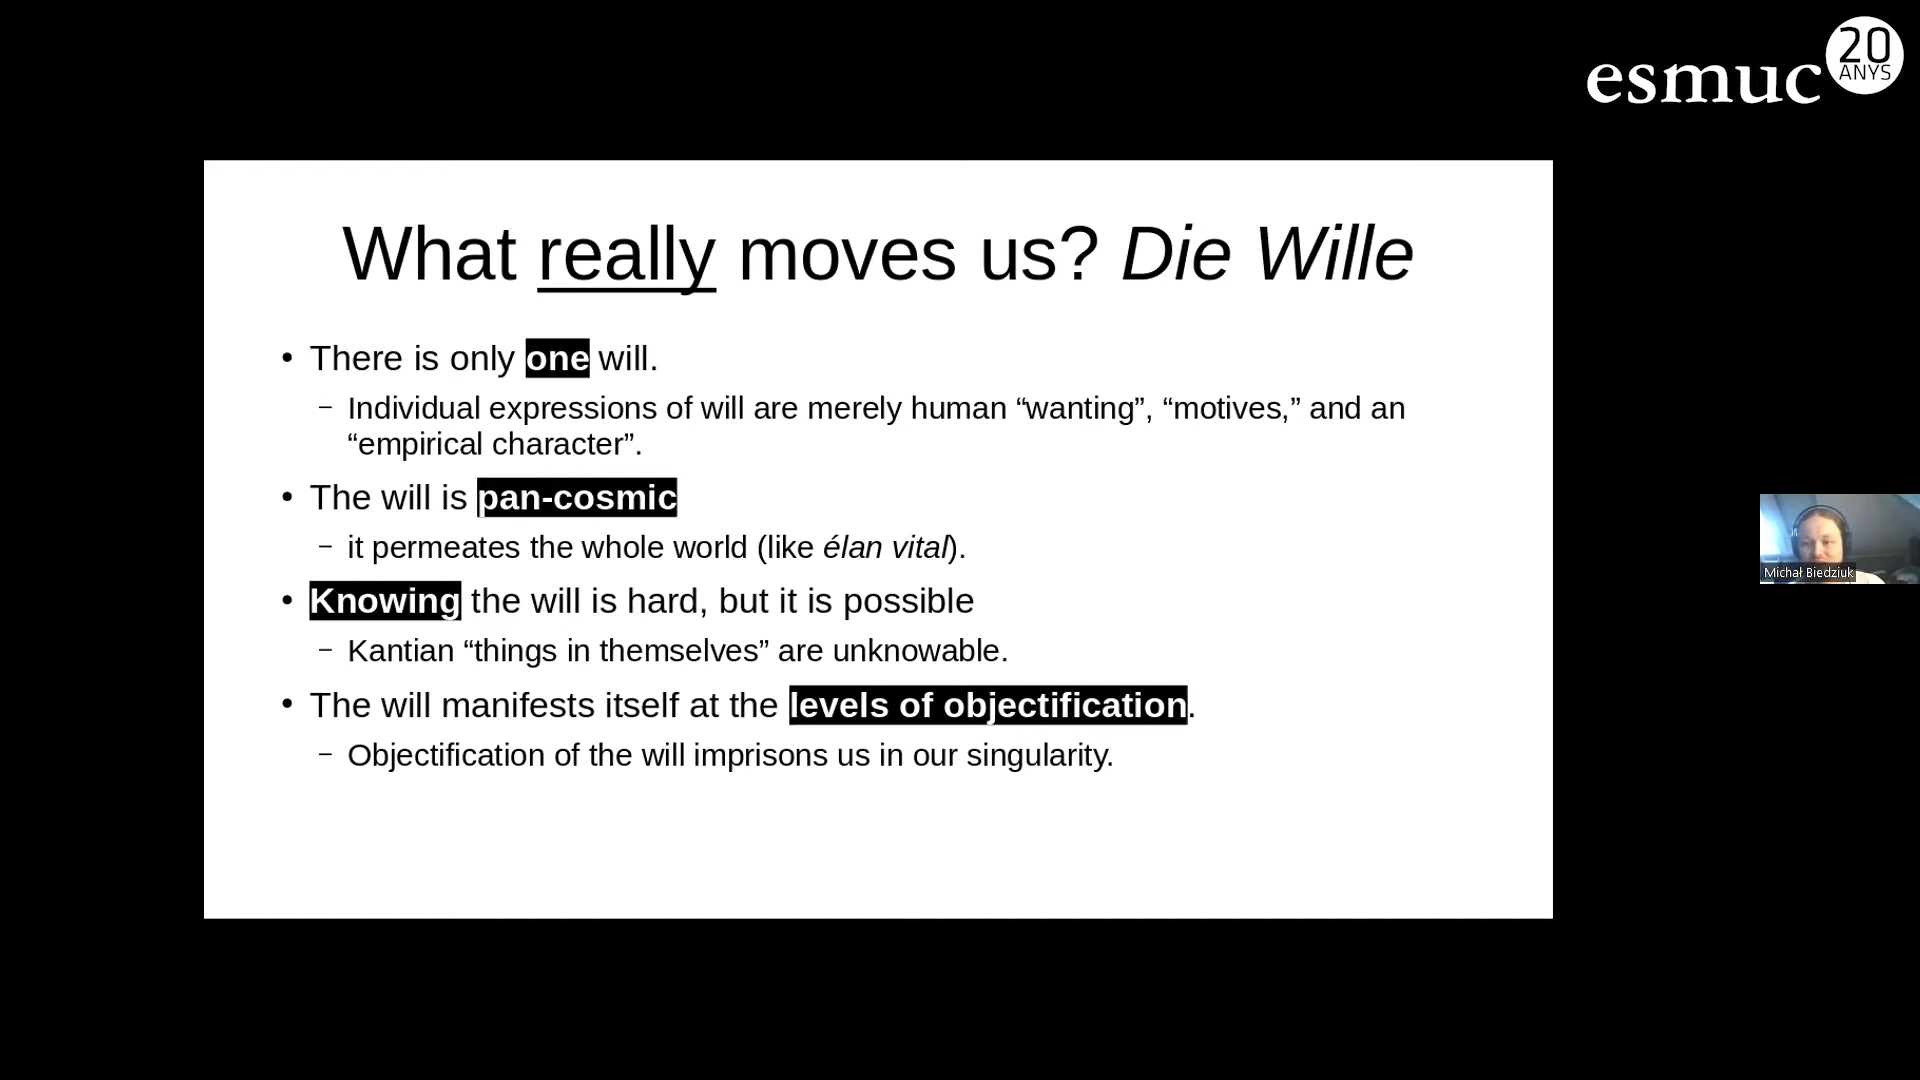 esmuc 20
ANYS
What really moves us? Die Wille
• There is only one will.
– Individual expressions of will are merely human “wanting”, “motives,” and an
“empirical character”.
• The will is pan-cosmic
– it permeates the whole world (like élan vital).
• Knowing the will is hard, but it is possible
– Kantian “things in themselves” are unknowable.
• The will manifests itself at the levels of objectification.
– Objectification of the will imprisons us in our singularity.
Michał Biedziuk